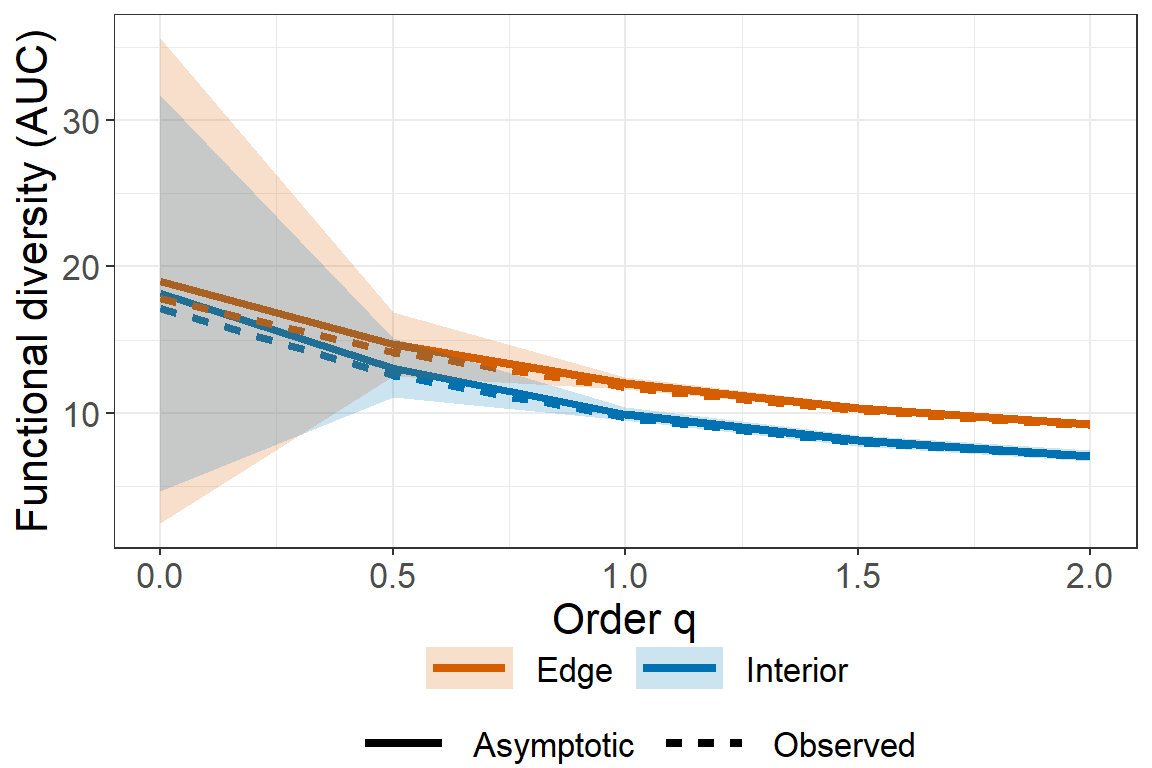 Functional diversity (AUC)
30
20
10
0.0 0.5 1.0 1.5 2.0
Order q
Edge Interior
Asymptotic Observed